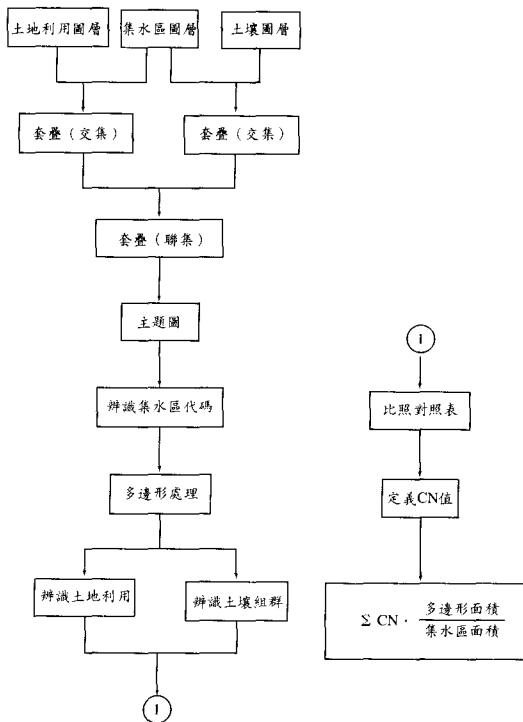 土地利用圖層
集水區圖層
土壤圖層
套疊(交集)
套疊(交集)
套疊(聯集)
主題圖
辨識集水區代碼
多邊形處理
辨識土地利用
辨識土壤組群
1
1
比照對照表
定義CN值
Σ CN · 多邊形面積
集水區面積